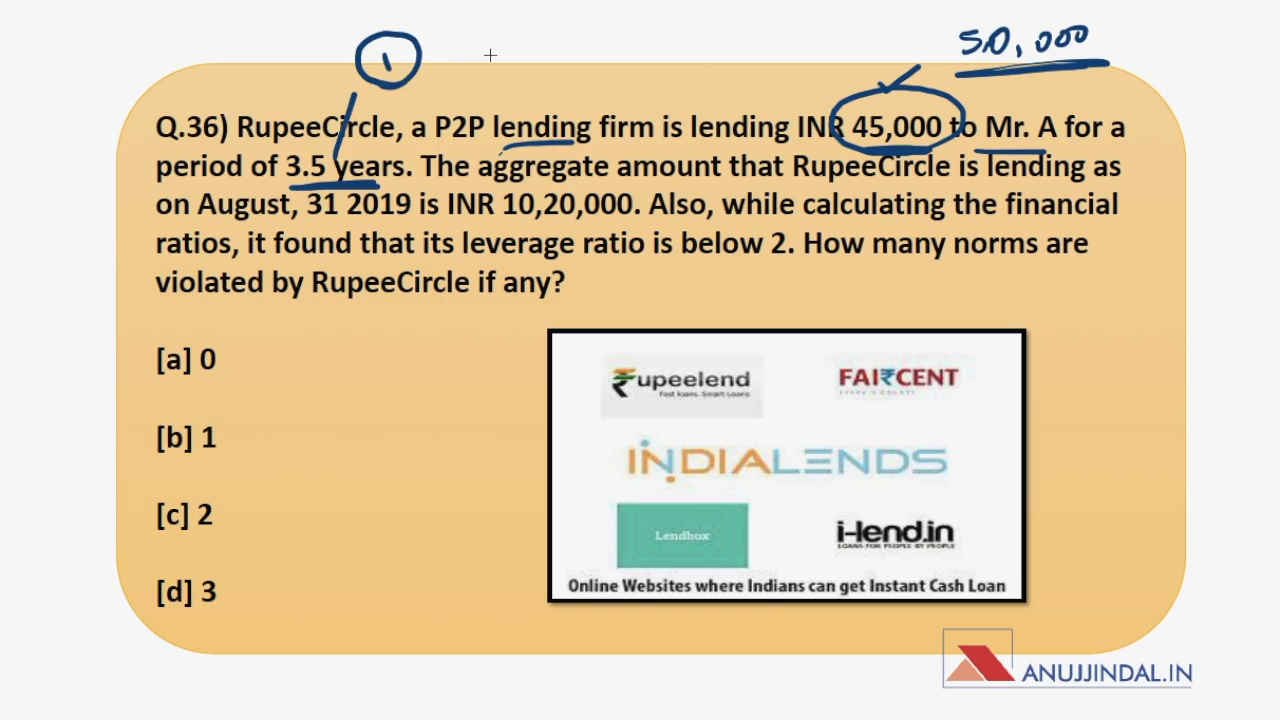 1
50,000
Q.36) RupeeCircle, a P2P lending firm is lending INR 45,000 to Mr. A for a
period of 3.5 years. The aggregate amount that RupeeCircle is lending as
on August, 31 2019 is INR 10,20,000. Also, while calculating the financial
ratios, it found that its leverage ratio is below 2. How many norms are
violated by RupeeCircle if any?
[a] 0
[b] 1
[c] 2
[d] 3
₹upeelend
Fast loans. Smart Loans
FAI₹CENT
INDIALENDS
Lendbox
i-lend.in
LOANS FOR PEOPLE BY PEOPLE
Online Websites where Indians can get Instant Cash Loan
ANUJJINDAL.IN